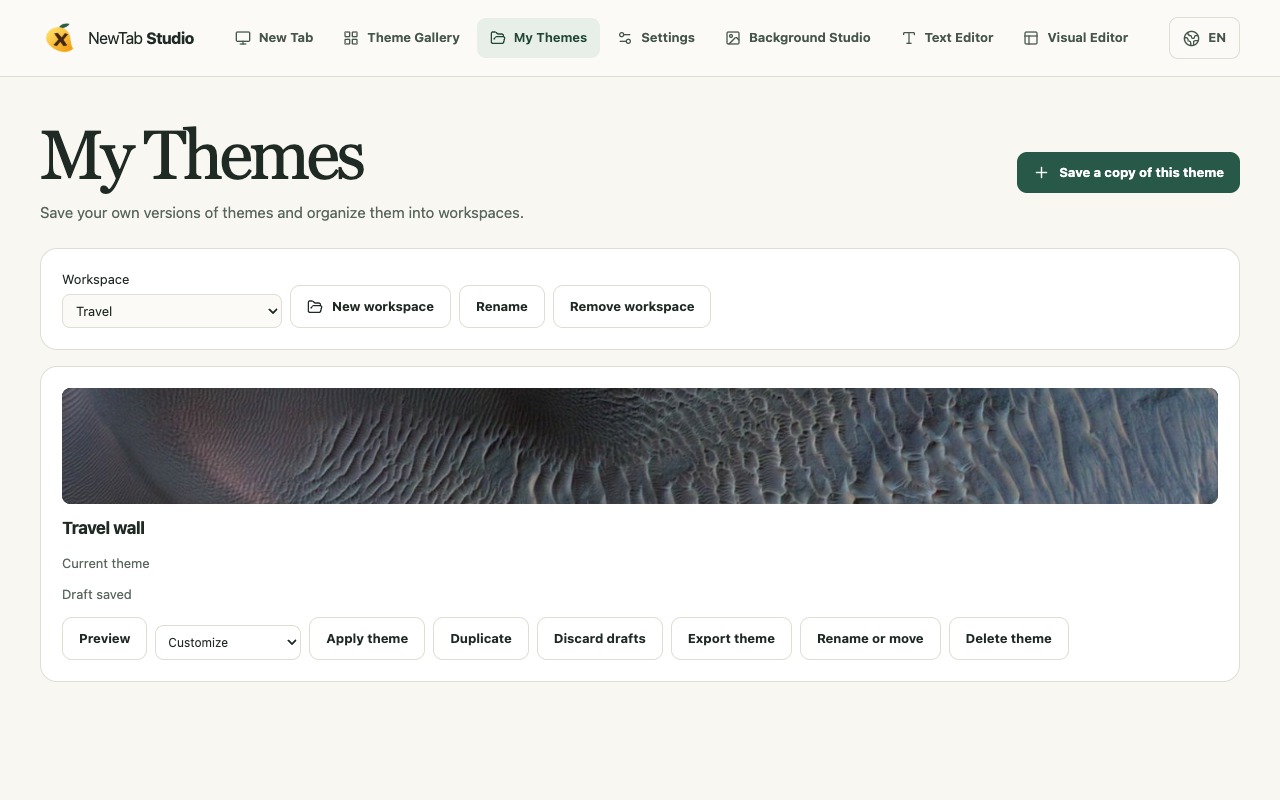 NewTab Studio
New Tab
Theme Gallery
My Themes
Settings
Background Studio
Text Editor
Visual Editor
EN
My Themes
Save a copy of this theme
Save your own versions of themes and organize them into workspaces.
Workspace
Travel
New workspace
Rename
Remove workspace
Travel wall
Current theme
Draft saved
Preview
Customize
Apply theme
Duplicate
Discard drafts
Export theme
Rename or move
Delete theme